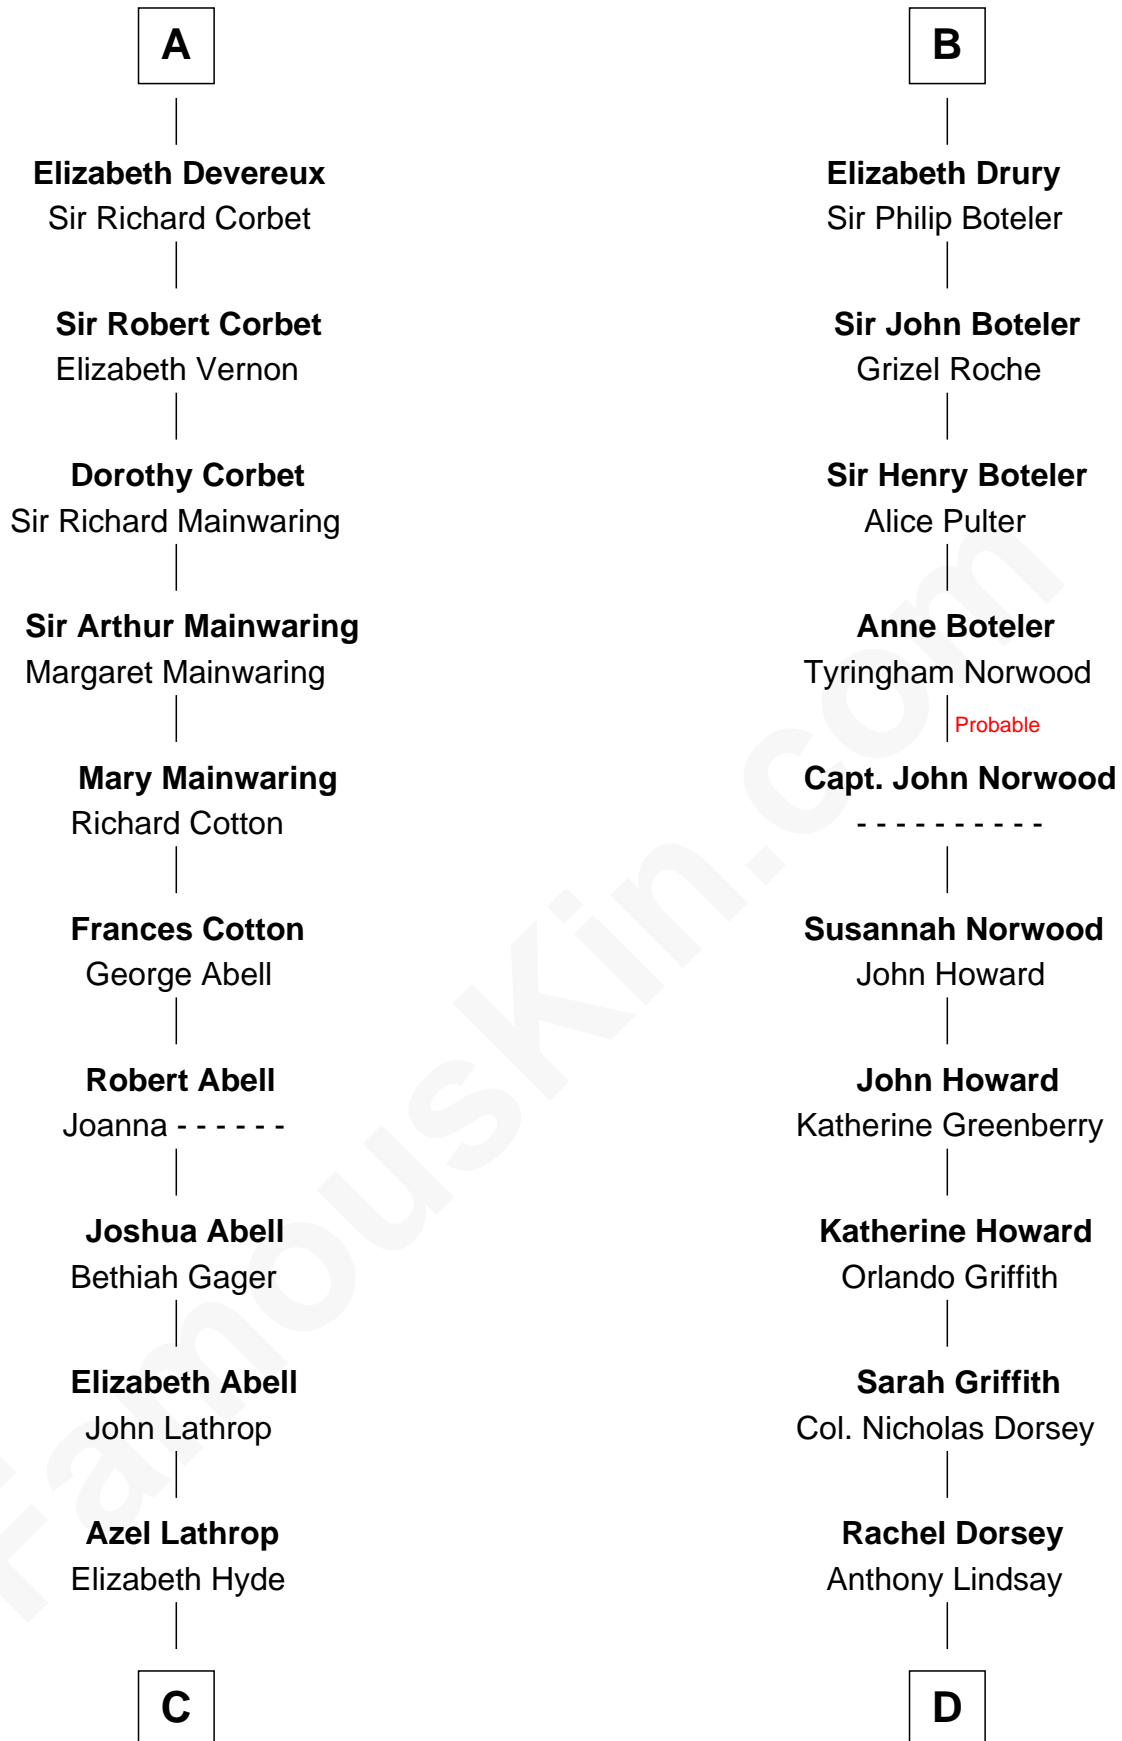 A
Elizabeth Devereux
Sir Richard Corbet
Sir Robert Corbet
Elizabeth Vernon
Dorothy Corbet
Sir Richard Mainwaring
Sir Arthur Mainwaring
Margaret Mainwaring
Mary Mainwaring
Richard Cotton
Frances Cotton
George Abell
Robert Abell
Joanna - - - - - -
Joshua Abell
Bethiah Gager
Elizabeth Abell
John Lathrop
Azel Lathrop
Elizabeth Hyde
C
B
Elizabeth Drury
Sir Philip Boteler
Sir John Boteler
Grizel Roche
Sir Henry Boteler
Alice Pulter
Anne Boteler
Tyringham Norwood
Probable
Capt. John Norwood
- - - - - - - - - -
Susannah Norwood
John Howard
John Howard
Katherine Greenberry
Katherine Howard
Orlando Griffith
Sarah Griffith
Col. Nicholas Dorsey
Rachel Dorsey
Anthony Lindsay
D
FamousKin.com